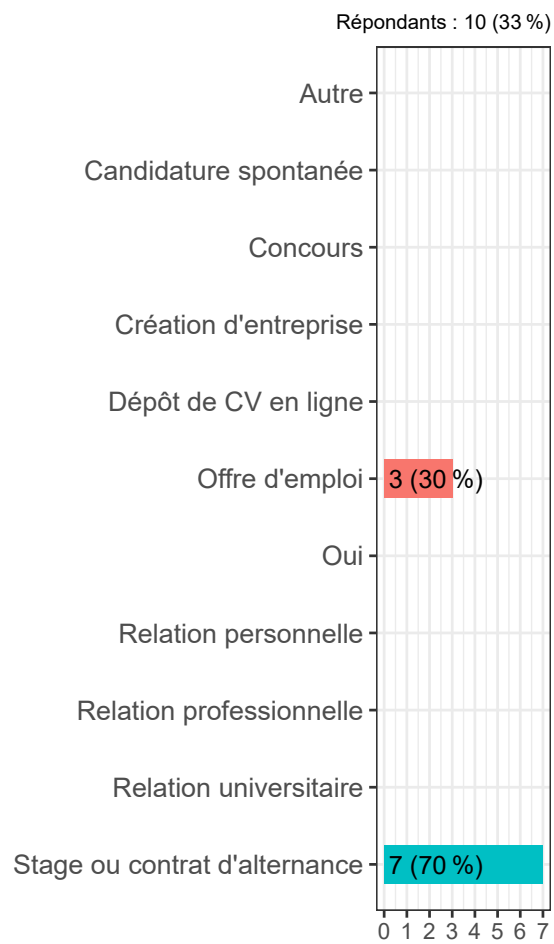 Répondants : 10 (33 %)
Autre
Candidature spontanée
Concours
Création d'entreprise
Dépôt de CV en ligne
Offre d'emploi 3 (30 %)
Oui
Relation personnelle
Relation professionnelle
Relation universitaire
Stage ou contrat d'alternance 7 (70 %)
0 1 2 3 4 5 6 7